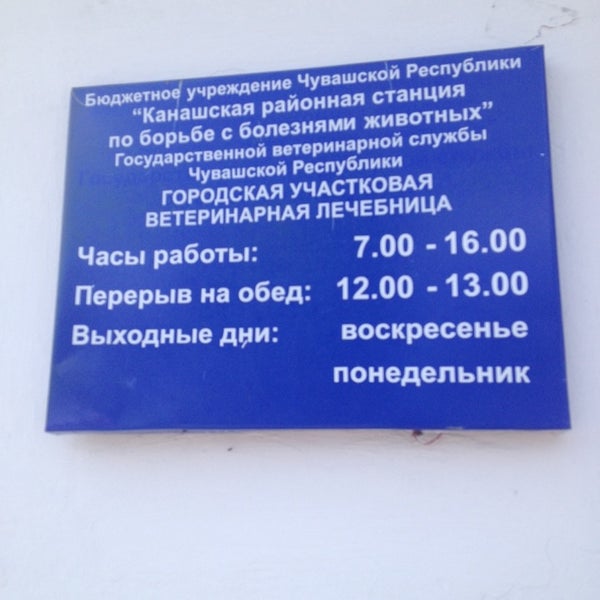 Бюджетное учреждение Чувашской Республики
“Канашская районная станция
по борьбе с болезнями животных”
Государственной ветеринарной службы
Чувашской Республики
ГОРОДСКАЯ УЧАСТКОВАЯ
ВЕТЕРИНАРНАЯ ЛЕЧЕБНИЦА
Часы работы: 7.00 - 16.00
Перерыв на обед: 12.00 - 13.00
Выходные дни: воскресенье
понедельник